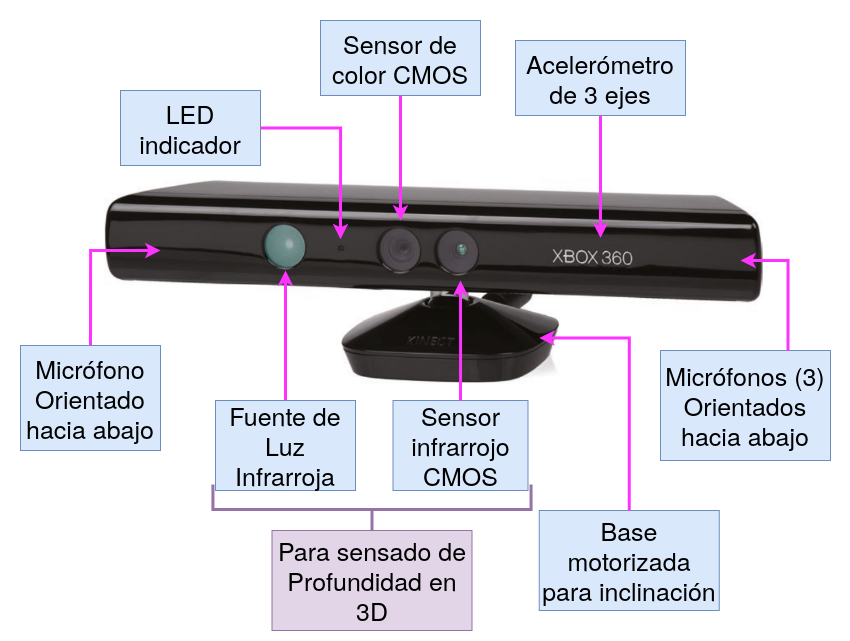 Sensor de
color CMOS
Acelerómetro
de 3 ejes
LED
indicador
XBOX 360
KINECT
Micrófono
Orientado
hacia abajo
Micrófonos (3)
Orientados
hacia abajo
Fuente de
Luz
Infrarroja
Sensor
infrarrojo
CMOS
Base
motorizada
para inclinación
Para sensado de
Profundidad en
3D